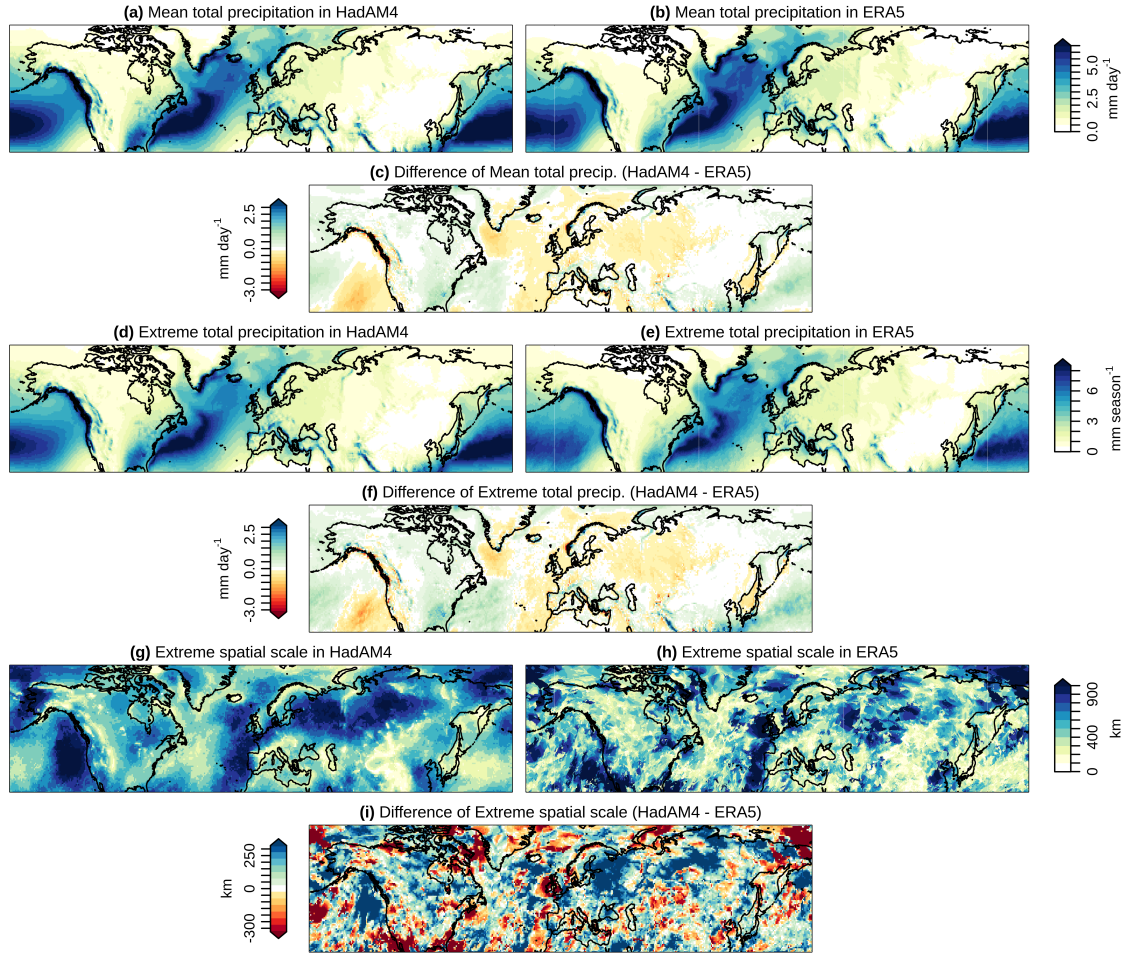 (a) Mean total precipitation in HadAM4
(b) Mean total precipitation in ERA5
0.0 2.5 5.0
mm day-1
(c) Difference of Mean total precip. (HadAM4 - ERA5)
mm day-1
-3.0 0.0 2.5
(d) Extreme total precipitation in HadAM4
(e) Extreme total precipitation in ERA5
0 3 6
mm season-1
(f) Difference of Extreme total precip. (HadAM4 - ERA5)
mm day-1
-3.0 0.0 2.5
(g) Extreme spatial scale in HadAM4
(h) Extreme spatial scale in ERA5
0 400 900
km
(i) Difference of Extreme spatial scale (HadAM4 - ERA5)
km
-300 0 250